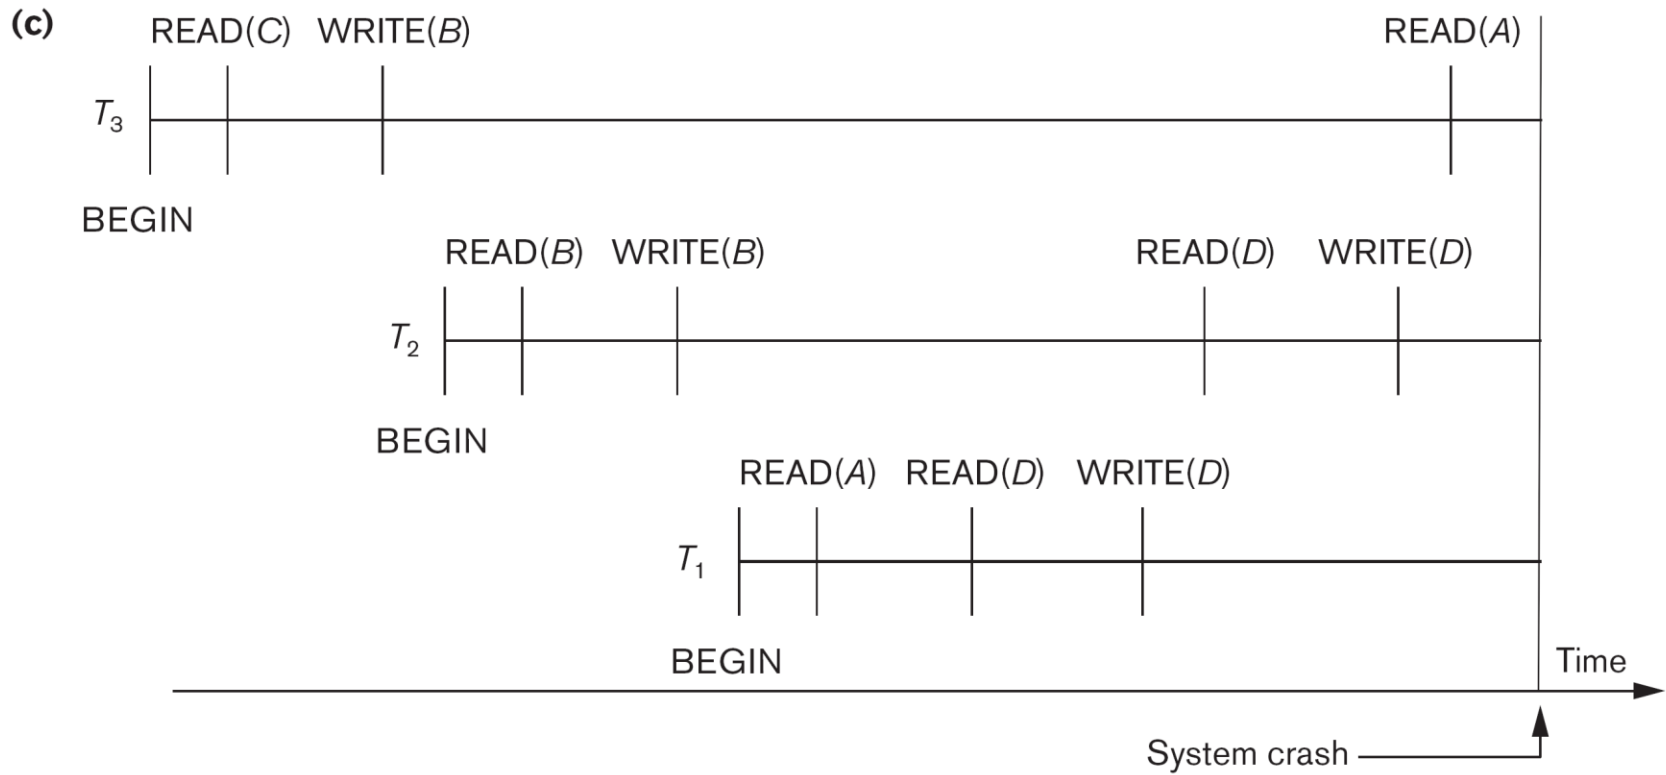 (c) READ(C) WRITE(B) READ(A)
T₃
BEGIN
READ(B) WRITE(B) READ(D) WRITE(D)
T₂
BEGIN
READ(A) READ(D) WRITE(D)
T₁
BEGIN
Time
System crash